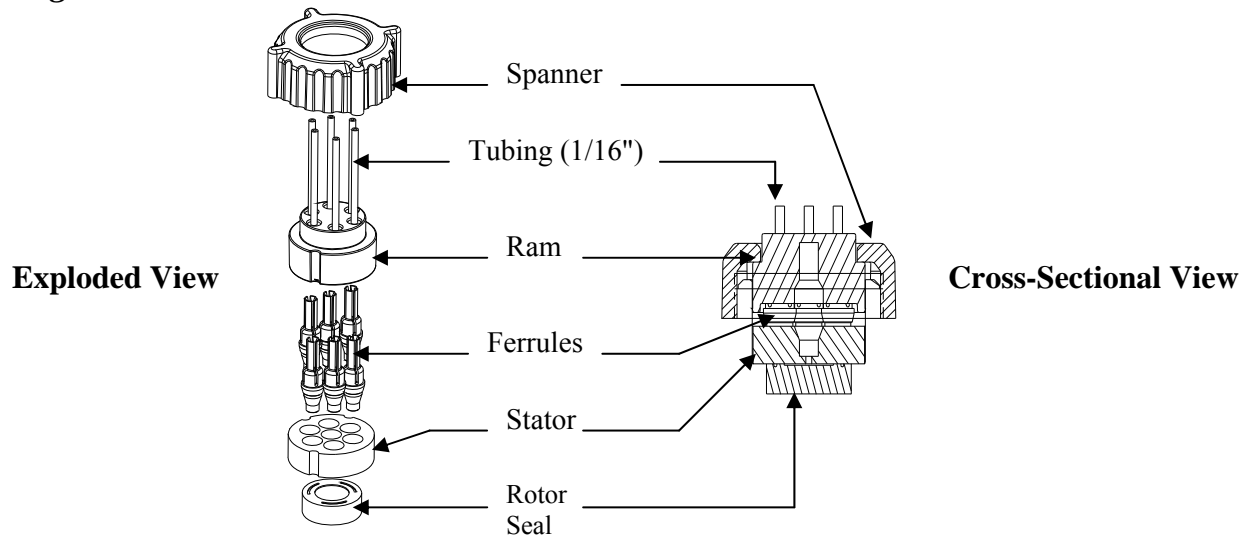 Spanner
Tubing (1/16")
Ram
Exploded View
Cross-Sectional View
Ferrules
Stator
Rotor
Seal